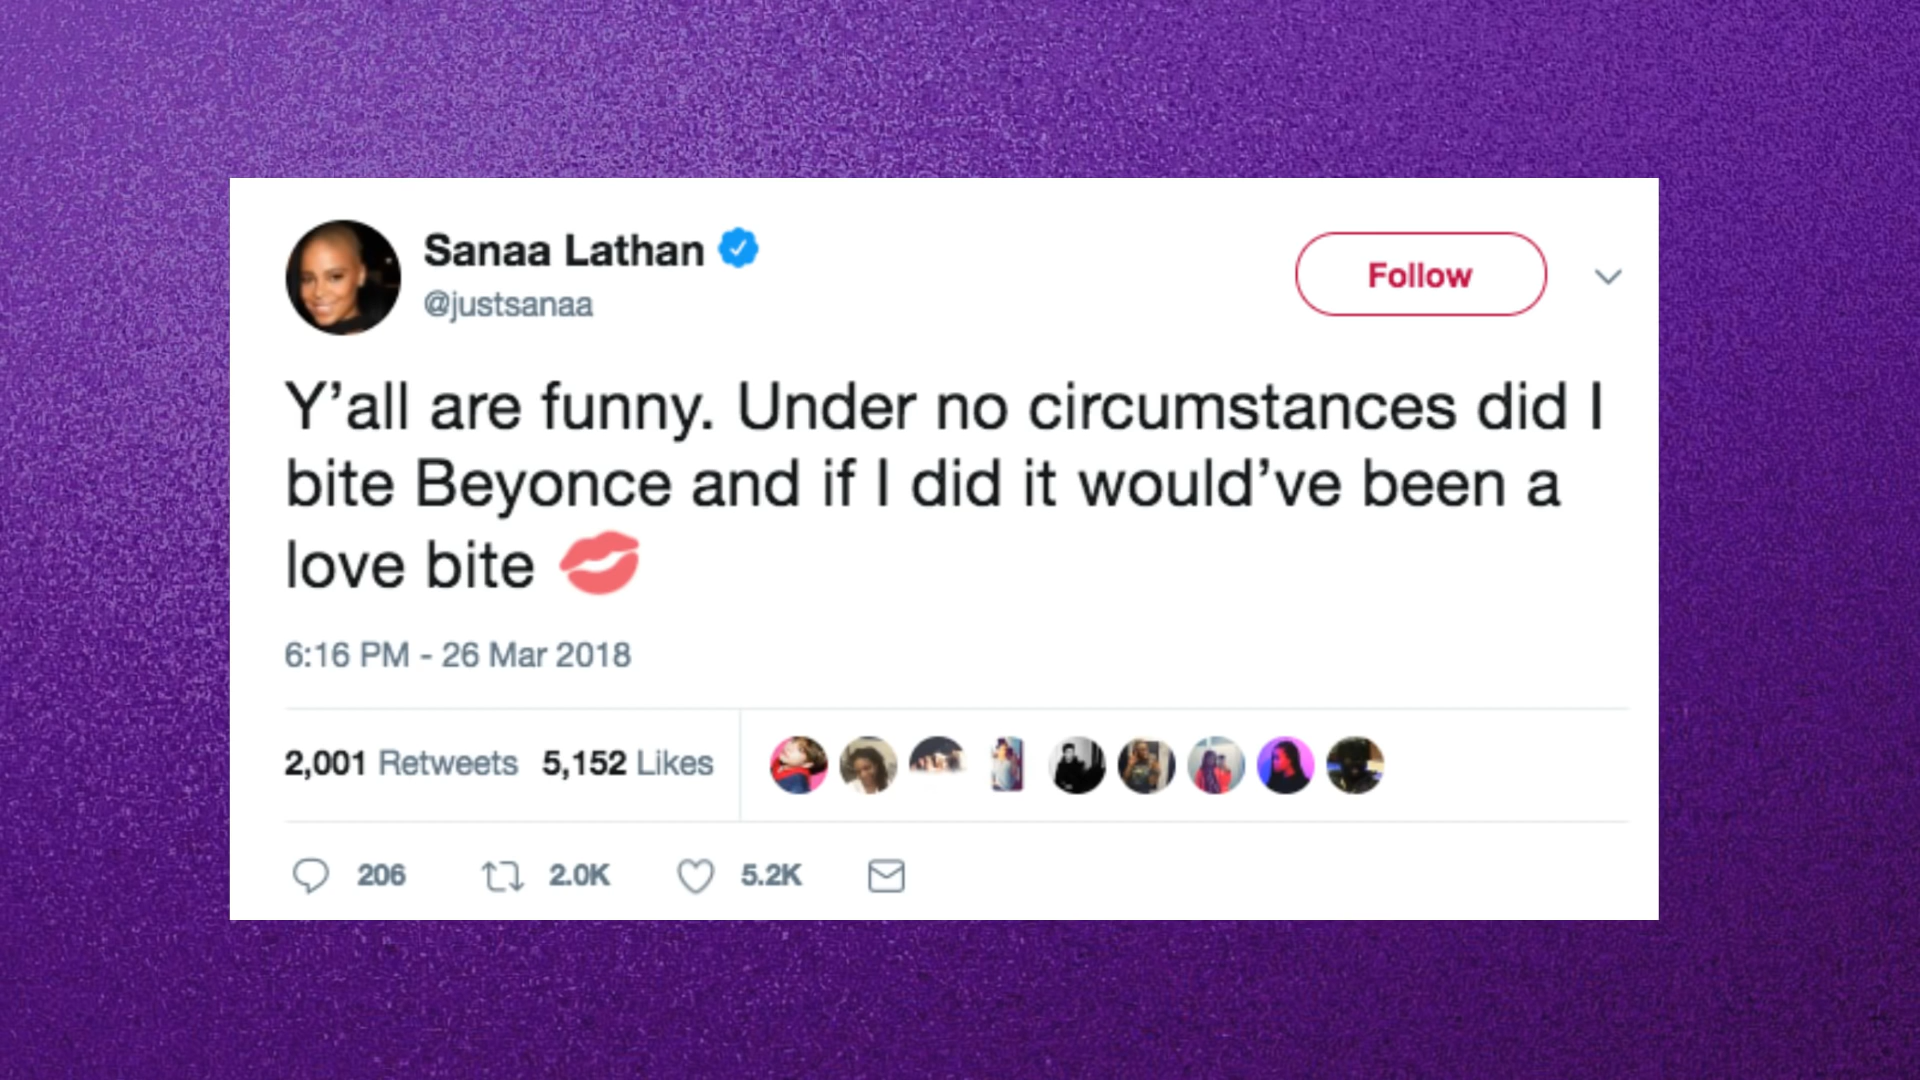 Sanaa Lathan
@justsanaa
Follow
Y’all are funny. Under no circumstances did I
bite Beyonce and if I did it would’ve been a
love bite 💋
6:16 PM - 26 Mar 2018
2,001 Retweets 5,152 Likes
206 2.0K 5.2K